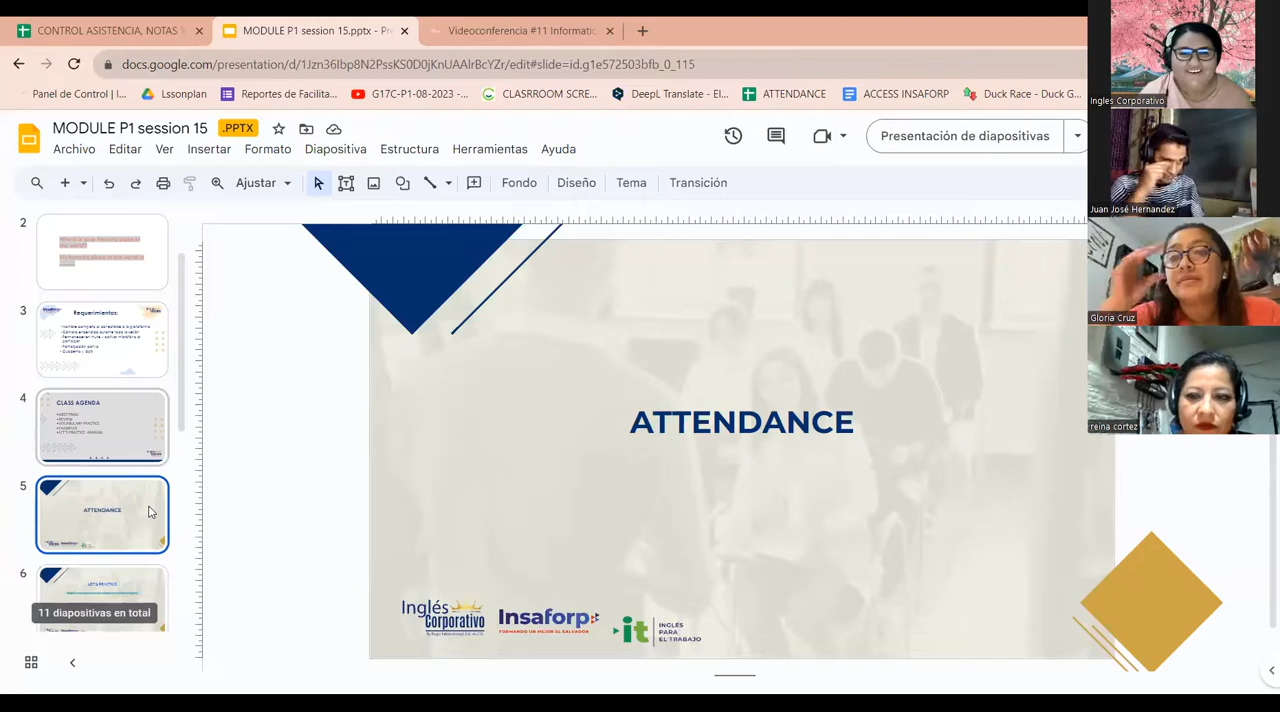 CONTROL ASISTENCIA, NOTAS Y
MODULE P1 session 15.pptx - Pre
Videoconferencia #11 Informatic
docs.google.com/presentation/d/1Jzn36Ibp8N2PssKS0D0jKnUAAlrBcYZr/edit#slide=id.g1e572503bfb_0_115
Panel de Control | I...
Lssonplan
Reportes de Facilita...
G17C-P1-08-2023 -...
CLASRROOM SCRE...
DeepL Translate - El...
ATTENDANCE
ACCESS INSAFORP
Duck Race - Duck G...
MODULE P1 session 15
.PPTX
Presentación de diapositivas
Archivo
Editar
Ver
Insertar
Formato
Diapositiva
Estructura
Herramientas
Ayuda
Ajustar
Fondo
Diseño
Tema
Transición
2
3
Requerimientos:
4
CLASS AGENDA
5
ATTENDANCE
6
LET'S PRACTICE
11 diapositivas en total
ATTENDANCE
Inglés
Corporativo
Insaforp
FORMANDO UN MEJOR EL SALVADOR
it
INGLÉS
PARA
EL TRABAJO
Ingles Corporativo
Juan José Hernandez
Gloria Cruz
reina cortez